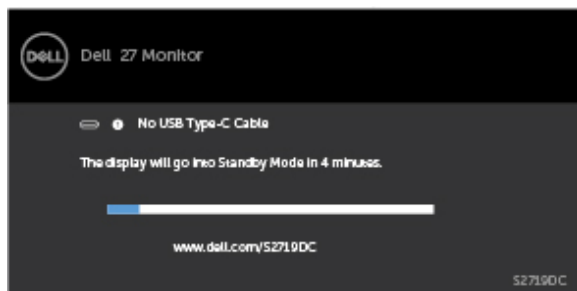 DELL Dell 27 Monitor
No USB Type-C Cable
The display will go into Standby Mode in 4 minutes.
www.dell.com/S2719DC
S2719DC